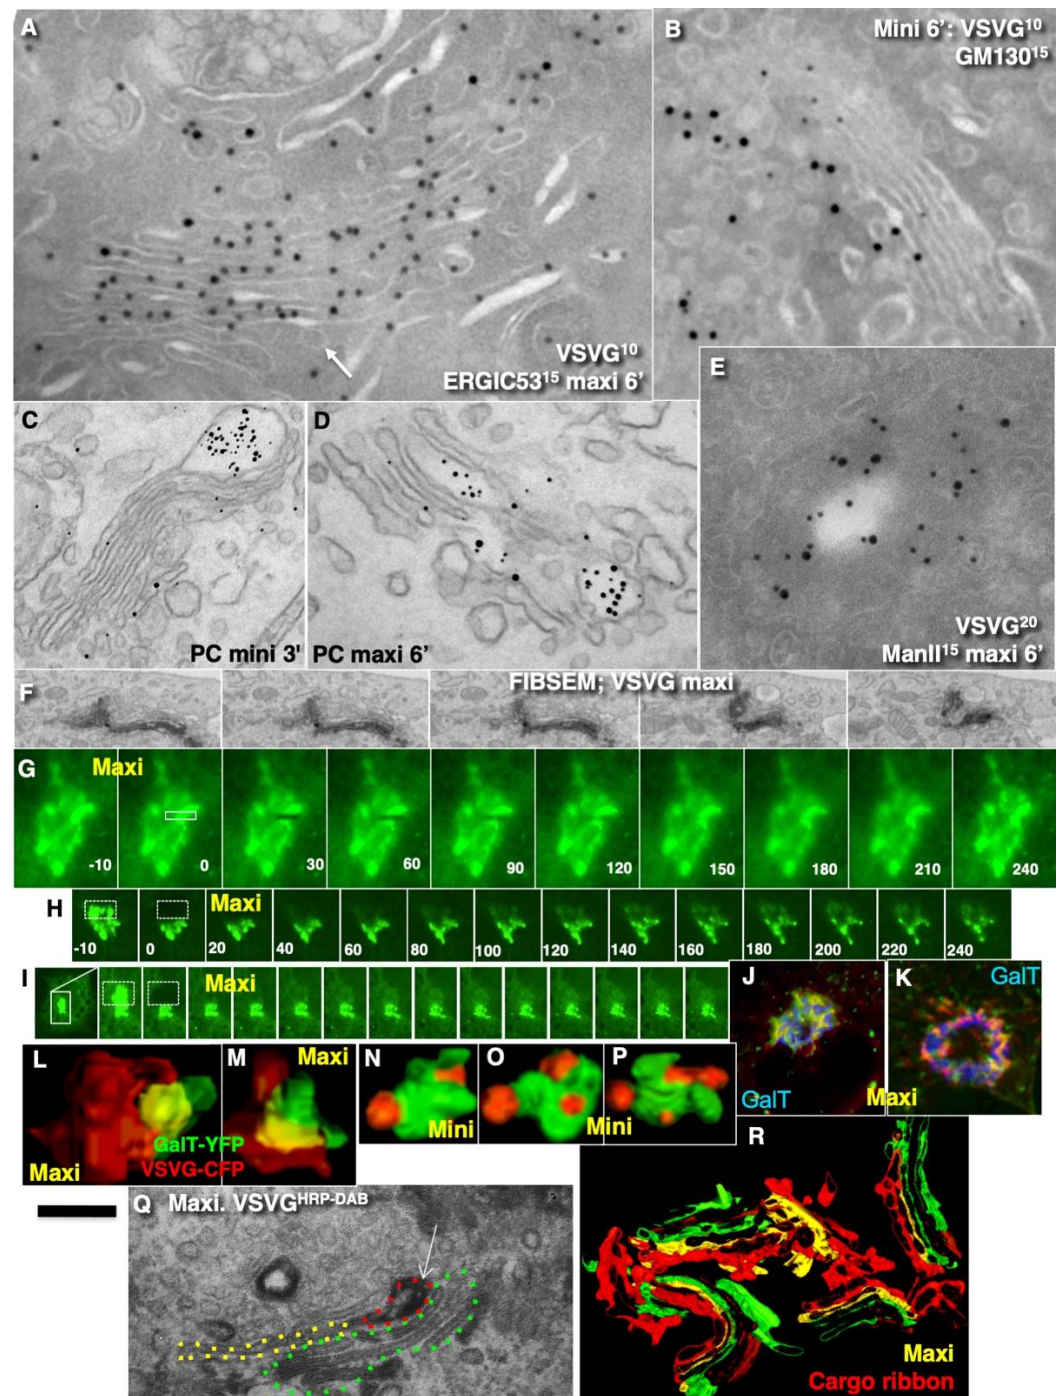 A
VSVG¹⁰
ERGIC53¹⁵ maxi 6’
B
Mini 6’: VSVG¹⁰
GM130¹⁵
C
PC mini 3'
D
PC maxi 6’
E
VSVG²⁰
ManII¹⁵ maxi 6’
F
FIBSEM; VSVG maxi
G
Maxi
-10 0 30 60 90 120 150 180 210 240
H
Maxi
-10 0 20 40 60 80 100 120 140 160 180 200 220 240
I
Maxi
J
GalT
K
GalT
Maxi
L
Maxi
M
Maxi
GalT-YFP
VSVG-CFP
N
Mini
O
P
Mini
Q Maxi. VSVGᴴᴿᴾ⁻ᴰᴬᴮ
R
Maxi
Cargo ribbon